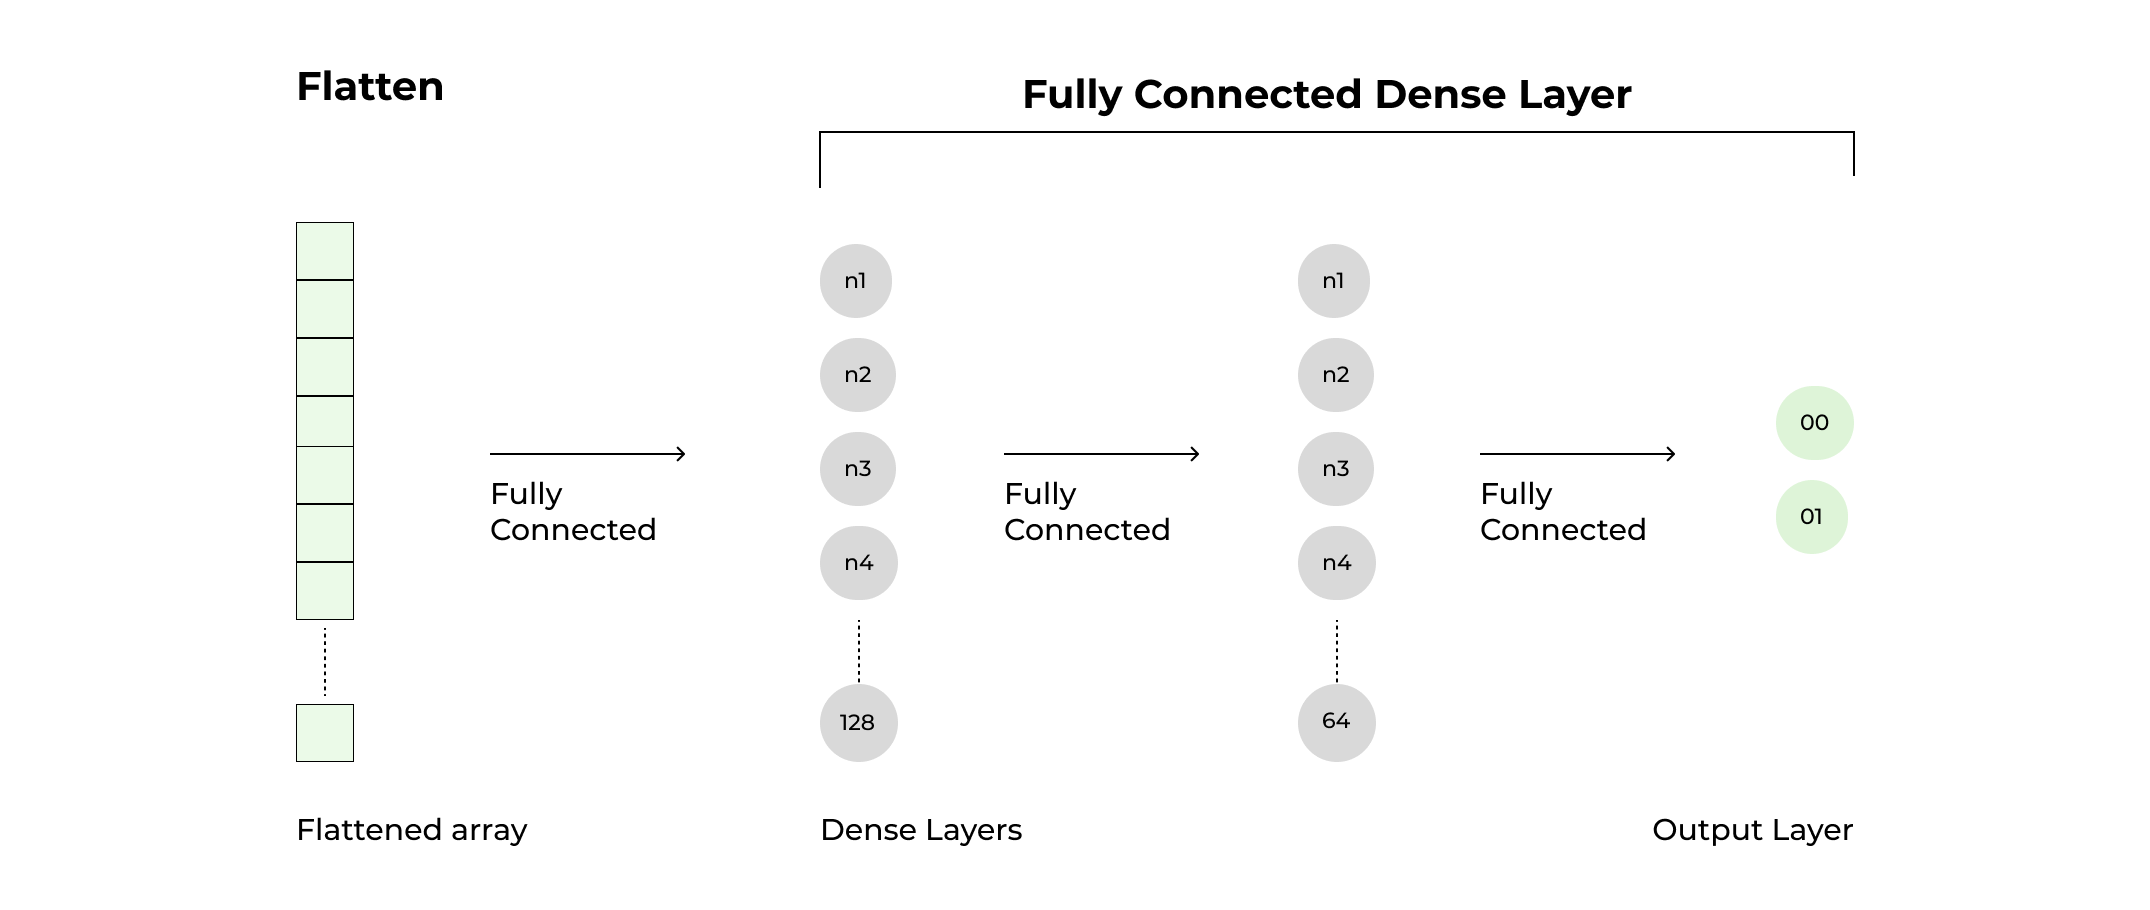 Flatten
Fully Connected Dense Layer
n1
n2
n3
n4
128
n1
n2
n3
n4
64
00
01
Fully
Connected
Fully
Connected
Fully
Connected
Flattened array
Dense Layers
Output Layer